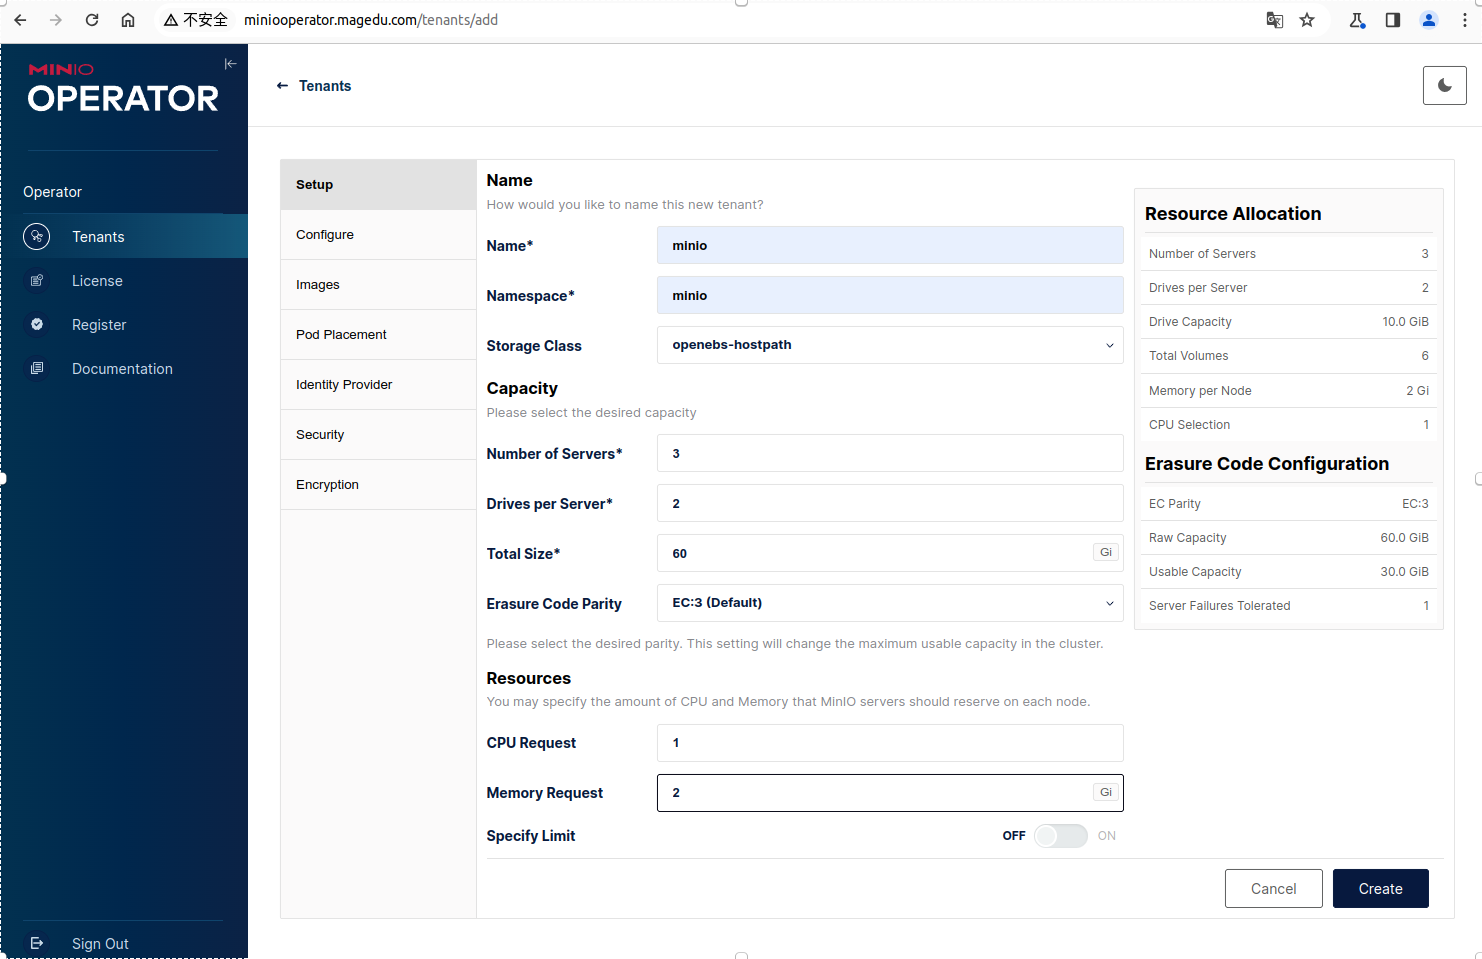 不安全 miniooperator.magedu.com/tenants/add
MINIO
OPERATOR
Operator
Tenants
License
Register
Documentation
Sign Out
Tenants
Setup
Configure
Images
Pod Placement
Identity Provider
Security
Encryption
Name
How would you like to name this new tenant?
Name* minio
Namespace* minio
Storage Class openebs-hostpath
Capacity
Please select the desired capacity
Number of Servers* 3
Drives per Server* 2
Total Size* 60 Gi
Erasure Code Parity EC:3 (Default)
Please select the desired parity. This setting will change the maximum usable capacity in the cluster.
Resources
You may specify the amount of CPU and Memory that MinIO servers should reserve on each node.
CPU Request 1
Memory Request 2 Gi
Specify Limit OFF ON
Cancel Create
Resource Allocation
Number of Servers 3
Drives per Server 2
Drive Capacity 10.0 GiB
Total Volumes 6
Memory per Node 2 Gi
CPU Selection 1
Erasure Code Configuration
EC Parity EC:3
Raw Capacity 60.0 GiB
Usable Capacity 30.0 GiB
Server Failures Tolerated 1